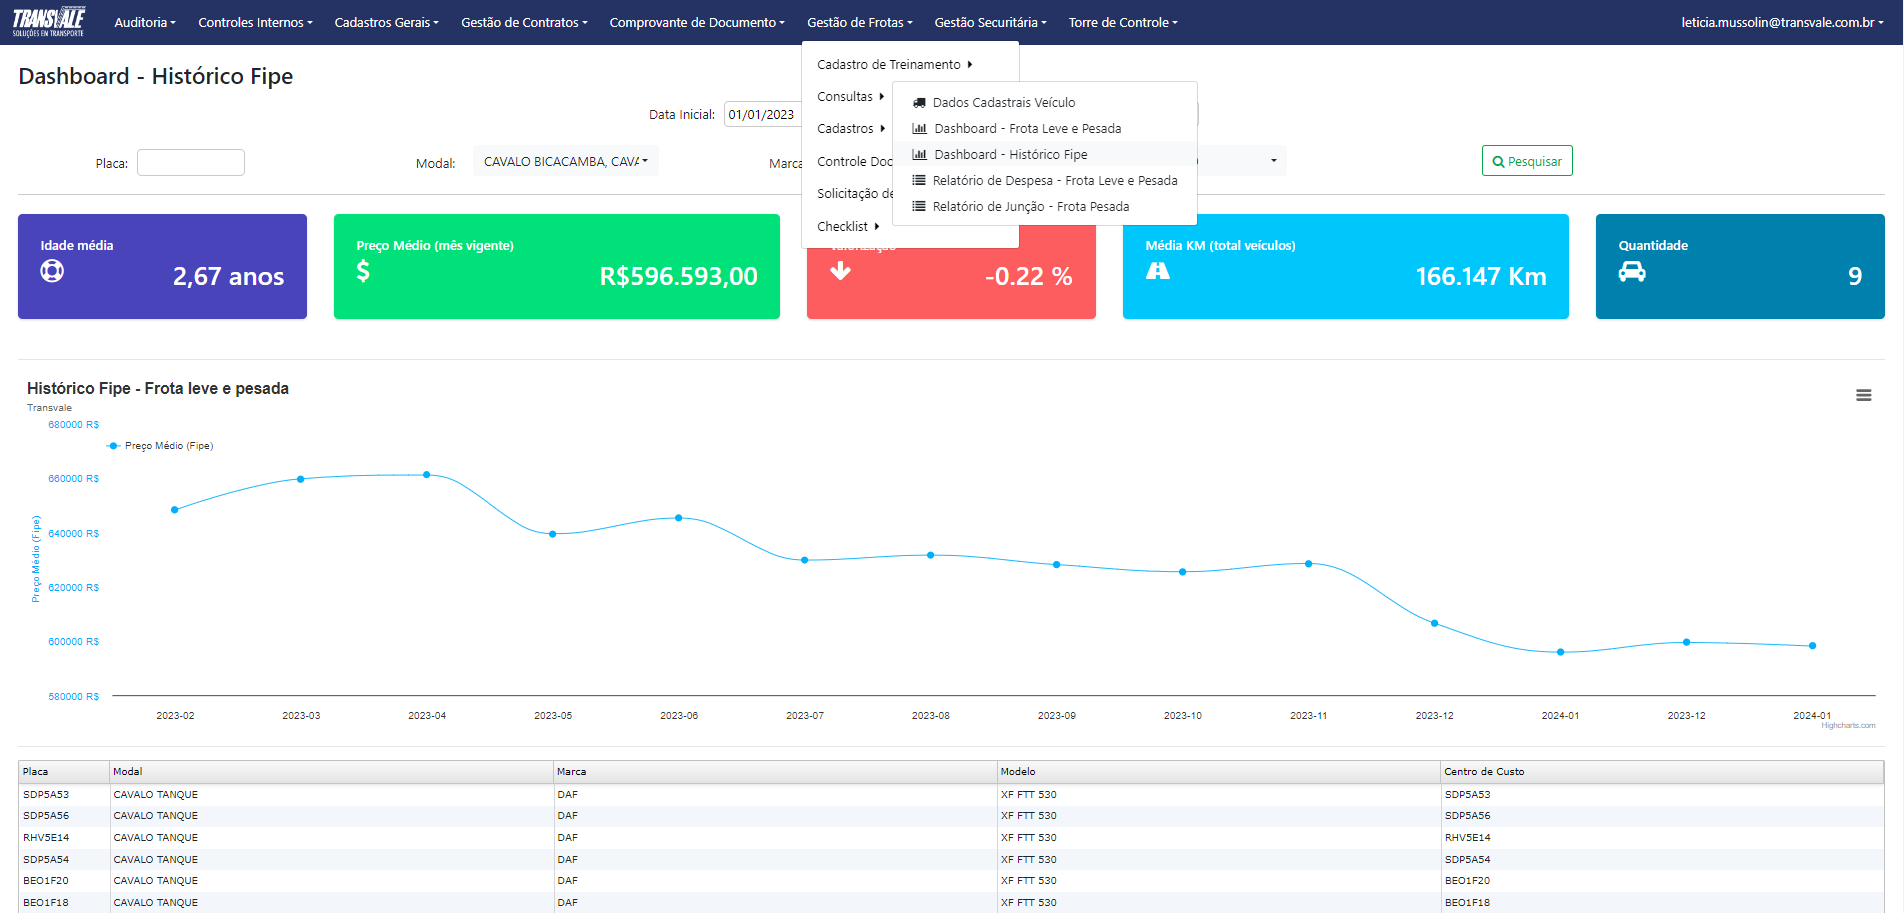 TRANSVALE
SOLUÇÕES EM TRANSPORTE
Auditoria
Controles Internos
Cadastros Gerais
Gestão de Contratos
Comprovante de Documento
Gestão de Frotas
Gestão Securitária
Torre de Controle
leticia.mussolin@transvale.com.br
Dashboard - Histórico Fipe
Cadastro de Treinamento
Consultas
Cadastros
Controle Doc
Solicitação de
Checklist
Dados Cadastrais Veículo
Dashboard - Frota Leve e Pesada
Dashboard - Histórico Fipe
Relatório de Despesa - Frota Leve e Pesada
Relatório de Junção - Frota Pesada
Data Inicial: 01/01/2023
Placa:
Modal: CAVALO BICACAMBA, CAVA
Marca
Pesquisar
Idade média
2,67 anos
Preço Médio (mês vigente)
R$596.593,00
-0.22 %
Média KM (total veículos)
166.147 Km
Quantidade
9
Histórico Fipe - Frota leve e pesada
Transvale
Preço Médio (Fipe)
Preço Médio (Fipe)
680000 R$
660000 R$
640000 R$
620000 R$
600000 R$
580000 R$
2023-02 2023-03 2023-04 2023-05 2023-06 2023-07 2023-08 2023-09 2023-10 2023-11 2023-12 2024-01 2023-12 2024-01
Highcharts.com
Placa Modal Marca Modelo Centro de Custo
SDP5A53 CAVALO TANQUE DAF XF FTT 530 SDP5A53
SDP5A56 CAVALO TANQUE DAF XF FTT 530 SDP5A56
RHV5E14 CAVALO TANQUE DAF XF FTT 530 RHV5E14
SDP5A54 CAVALO TANQUE DAF XF FTT 530 SDP5A54
BEO1F20 CAVALO TANQUE DAF XF FTT 530 BEO1F20
BEO1F18 CAVALO TANQUE DAF XF FTT 530 BEO1F18